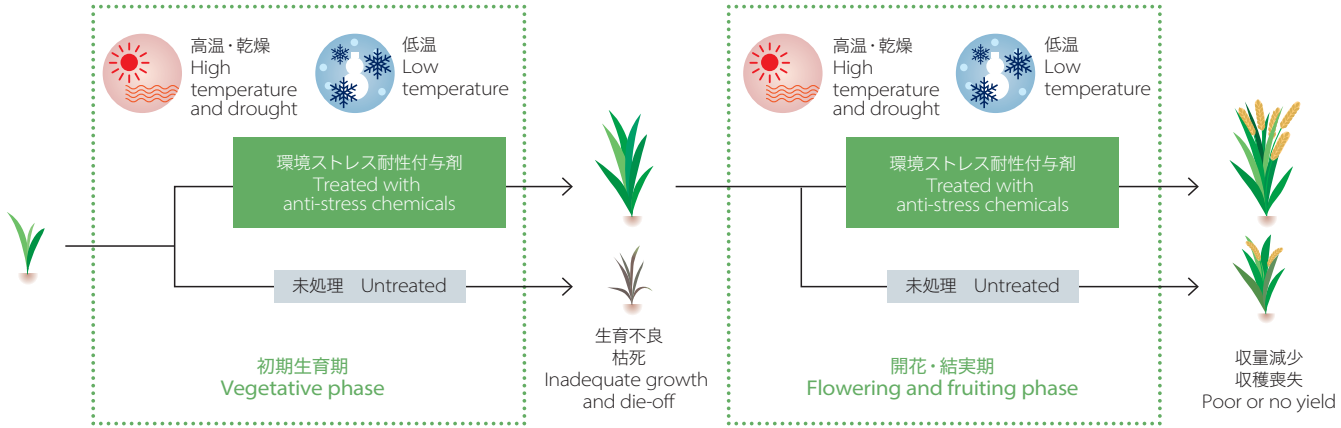 高温・乾燥
High
temperature
and drought
低温
Low
temperature
環境ストレス耐性付与剤
Treated with
anti-stress chemicals
未処理 Untreated
初期生育期
Vegetative phase
生育不良
枯死
Inadequate growth
and die-off
高温・乾燥
High
temperature
and drought
低温
Low
temperature
環境ストレス耐性付与剤
Treated with
anti-stress chemicals
未処理 Untreated
開花・結実期
Flowering and fruiting phase
収量減少
収穫喪失
Poor or no yield